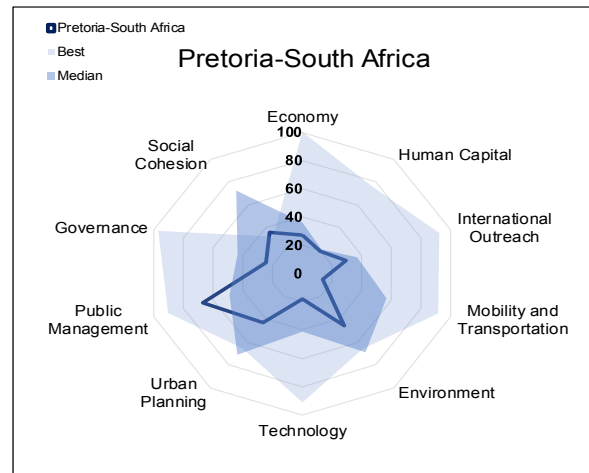 Pretoria-South Africa
Best
Median
Pretoria-South Africa
Economy
Human Capital
International
Outreach
Mobility and
Transportation
Environment
Technology
Urban
Planning
Public
Management
Governance
Social
Cohesion
100
80
60
40
20
0